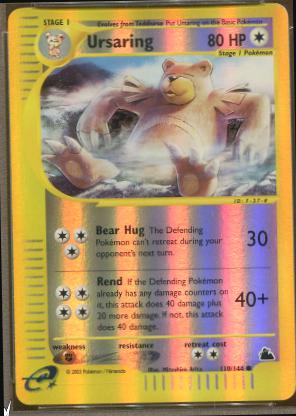 STAGE 1
Evolves from Teddiursa Put Ursaring on the Basic Pokémon
Ursaring 80 HP
Stage 1 Pokémon
Bear Hug The Defending
Pokémon can't retreat during your
opponent's next turn.
30
Rend If the Defending Pokémon
already has any damage counters on
it, this attack does 40 damage plus
20 more damage. If not, this attack
does 40 damage.
40+
weakness resistance retreat cost
Illus. Mitsuhiro Arita
110/144
© 2003 Pokémon / Nintendo
e